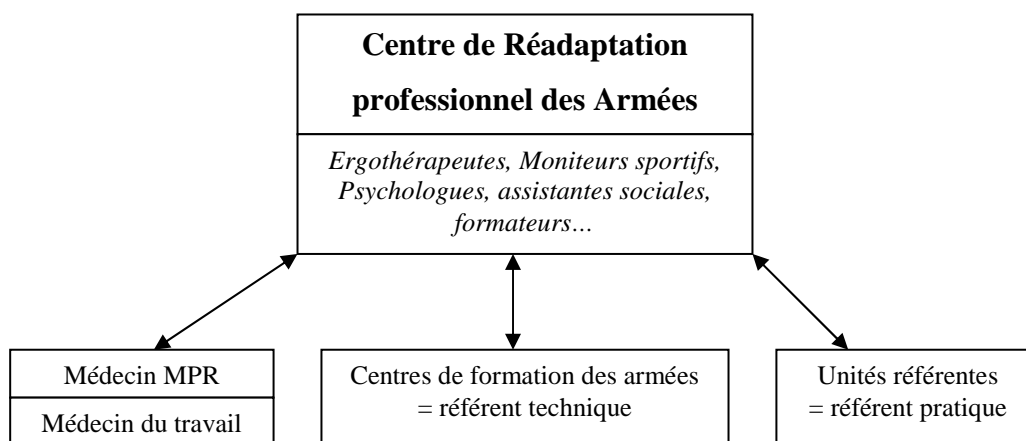 Centre de Réadaptation
professionnel des Armées
Ergothérapeutes, Moniteurs sportifs,
Psychologues, assistantes sociales,
formateurs…
Médecin MPR
Médecin du travail
Centres de formation des armées
= référent technique
Unités référentes
= référent pratique